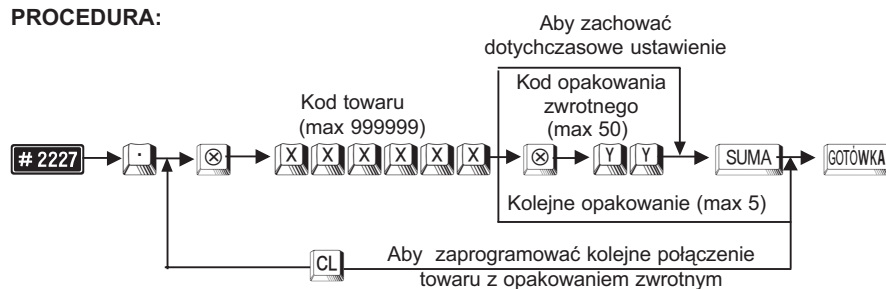 PROCEDURA:
Aby zachować
dotychczasowe ustawienie
Kod towaru
(max 999999)
Kod opakowania
zwrotnego
(max 50)
# 2227 · ⊗ X X X X X X ⊗ Y Y SUMA GOTÓWKA
Kolejne opakowanie (max 5)
CL
Aby zaprogramować kolejne połączenie
towaru z opakowaniem zwrotnym